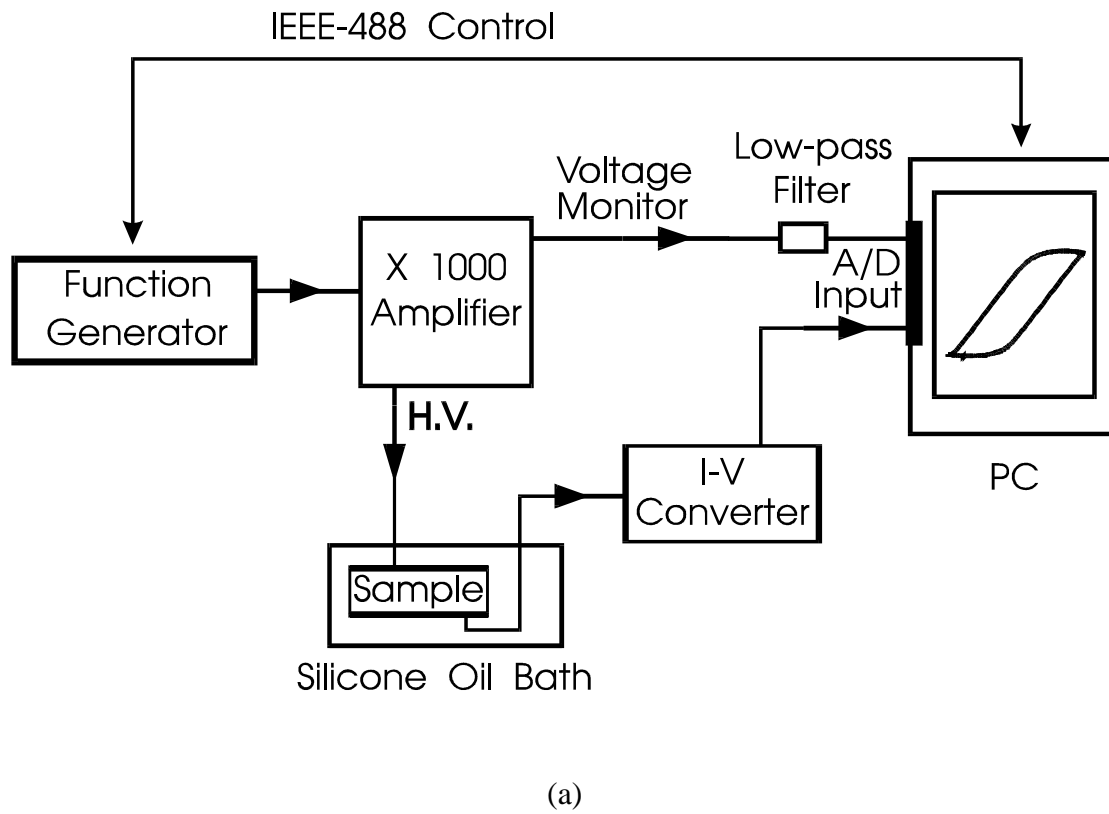 IEEE-488 Control
Low-pass
Filter
Voltage
Monitor
Function
Generator
X 1000
Amplifier
A/D
Input
H.V.
PC
I-V
Converter
Sample
Silicone Oil Bath
(a)